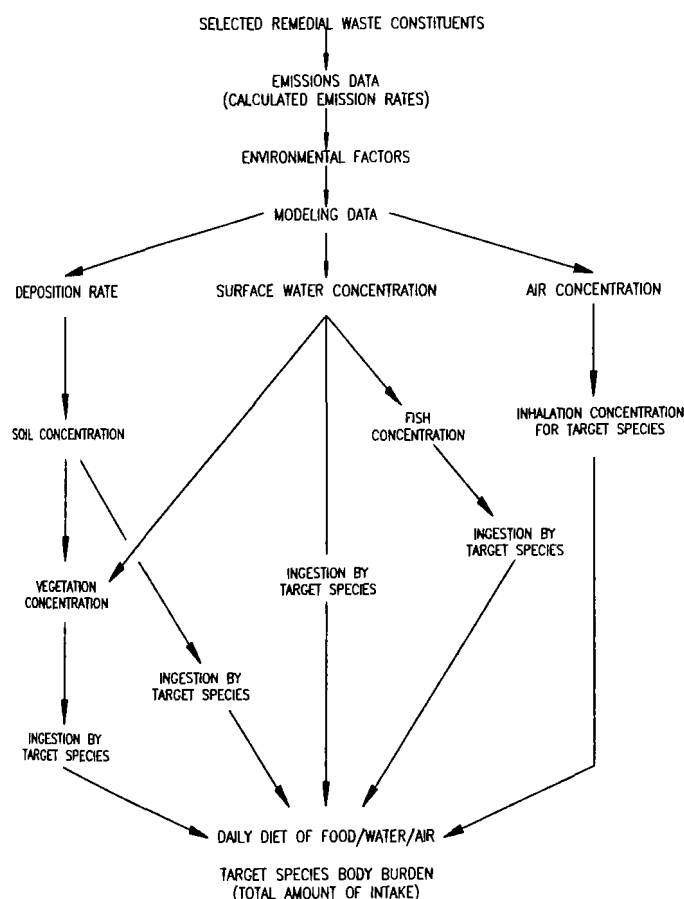 SELECTED REMEDIAL WASTE CONSTITUENTS
EMISSIONS DATA
(CALCULATED EMISSION RATES)
ENVIRONMENTAL FACTORS
MODELING DATA
DEPOSITION RATE
SURFACE WATER CONCENTRATION
AIR CONCENTRATION
SOIL CONCENTRATION
FISH
CONCENTRATION
INHALATION CONCENTRATION
FOR TARGET SPECIES
VEGETATION
CONCENTRATION
INGESTION BY
TARGET SPECIES
INGESTION BY
TARGET SPECIES
INGESTION BY
TARGET SPECIES
INGESTION BY
TARGET SPECIES
DAILY DIET OF FOOD/WATER/AIR
TARGET SPECIES BODY BURDEN
(TOTAL AMOUNT OF INTAKE)